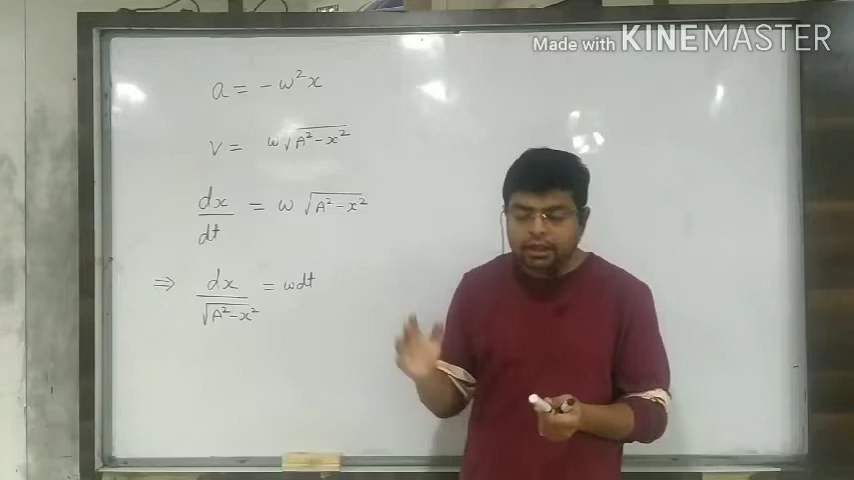 Made with KINEMASTER
a = -ω²x
v = ω√(A²-x²)
dx/dt = ω √(A²-x²)
⇒ dx/√(A²-x²) = ωdt